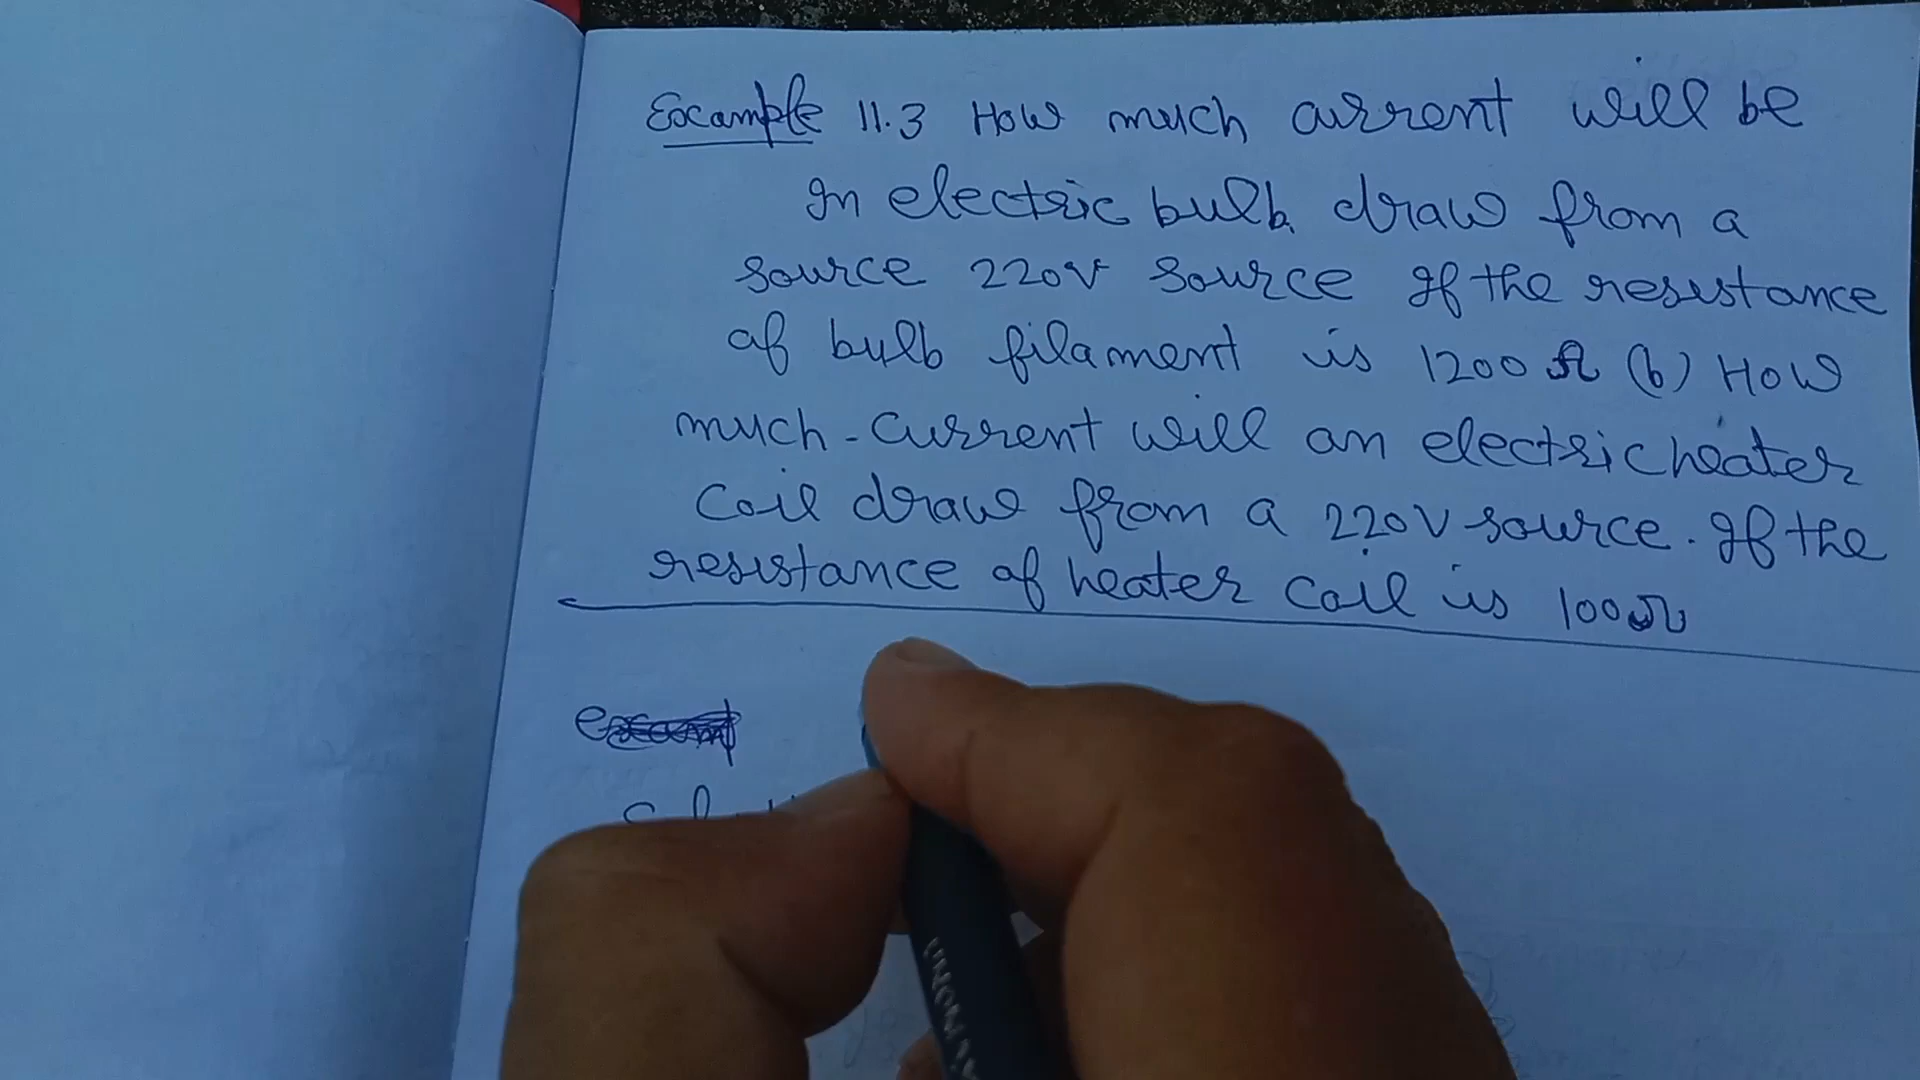 Example 11.3 How much current will be
In electric bulb draw from a
source 220V source If the resistance
of bulb filament is 1200 Ω (b) How
much - current will an electric heater
coil draw from a 220V source. If the
resistance of heater coil is 100Ω